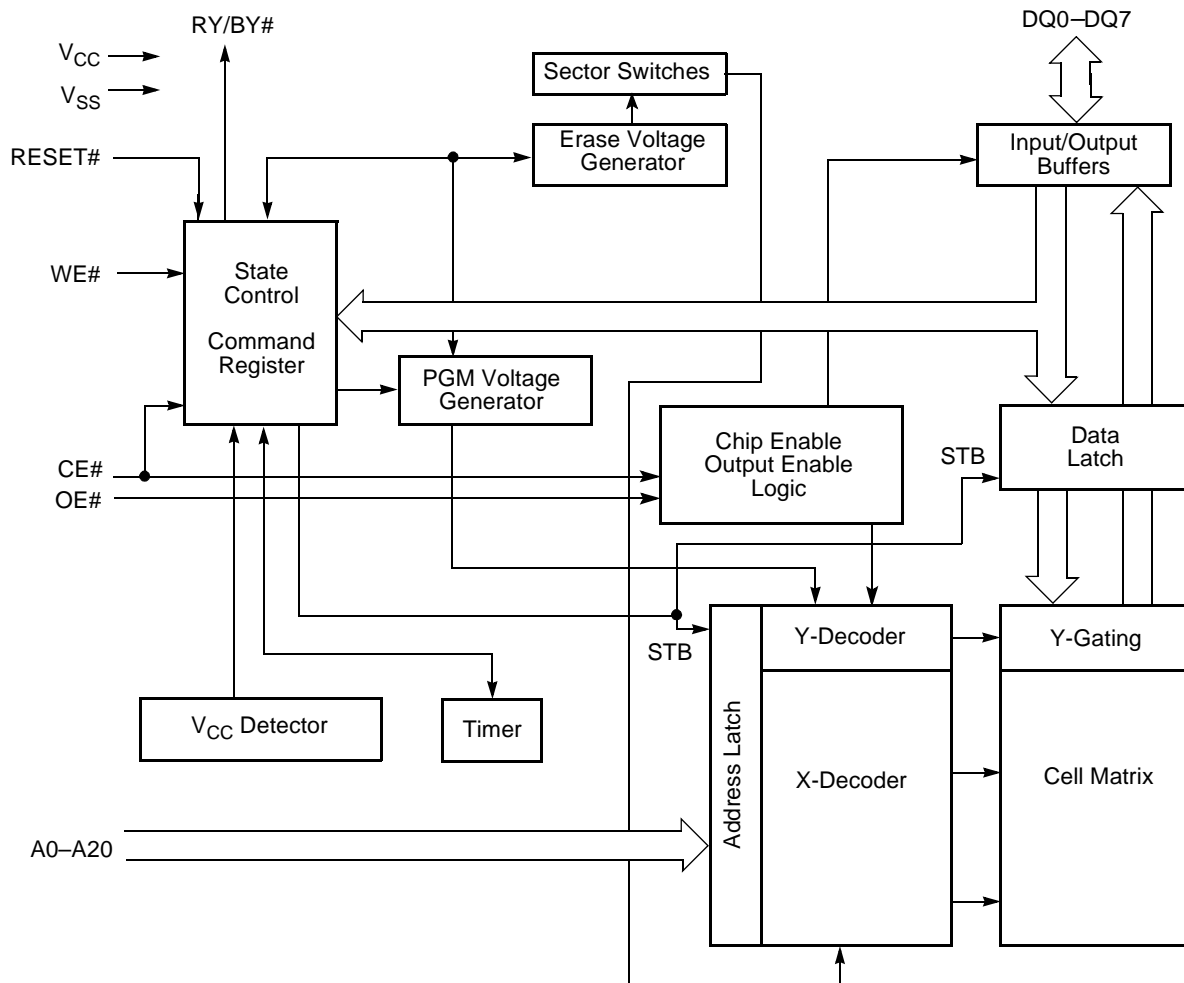 RY/BY#
DQ0–DQ7
VCC
VSS
Sector Switches
RESET#
Erase Voltage
Generator
Input/Output
Buffers
WE#
State
Control
Command
Register
PGM Voltage
Generator
Chip Enable
Output Enable
Logic
Data
Latch
STB
CE#
OE#
STB
Y-Decoder
Y-Gating
VCC Detector
Timer
Address Latch
X-Decoder
Cell Matrix
A0–A20